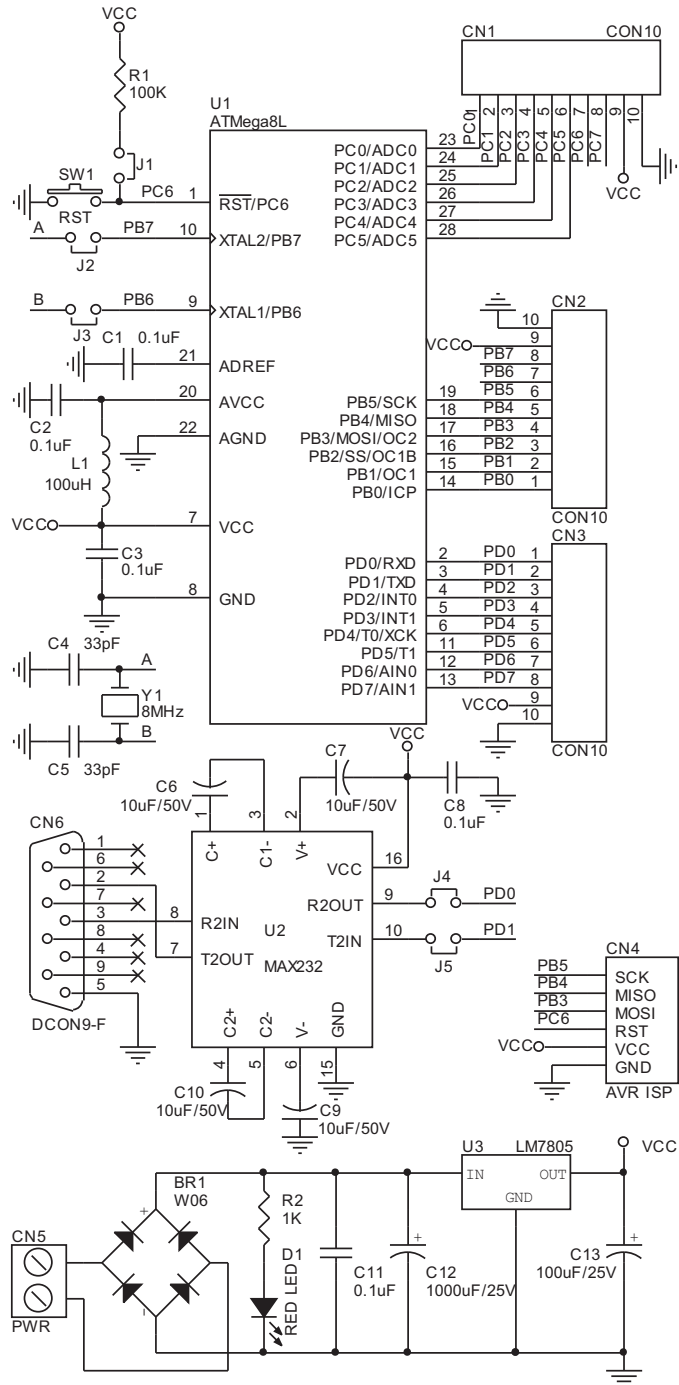 VCC
R1
100K
J1
SW1
RST
PC6
A
PB7
J2
B
PB6
J3
C1 0.1uF
C2
0.1uF
L1
100uH
VCC
C3
0.1uF
U1
ATMega8L
1 RST/PC6
10 XTAL2/PB7
9 XTAL1/PB6
21 ADREF
20 AVCC
22 AGND
7 VCC
8 GND
PC0/ADC0 23
PC1/ADC1 24
PC2/ADC2 25
PC3/ADC3 26
PC4/ADC4 27
PC5/ADC5 28
CN1 CON10
1 2 3 4 5 6 7 8 9 10
PC0 PC1 PC2 PC3 PC4 PC5 PC6 PC7
VCC
PB5/SCK 19 PB5
PB4/MISO 18 PB4
PB3/MOSI/OC2 17 PB3
PB2/SS/OC1B 16 PB2
PB1/OC1 15 PB1
PB0/ICP 14 PB0
CN2
10
VCC 9
PB7 8
PB6 7
6
5
4
3
2
1
CON10
CN3
PD0/RXD 2 PD0 1
PD1/TXD 3 PD1 2
PD2/INT0 4 PD2 3
PD3/INT1 5 PD3 4
PD4/T0/XCK 6 PD4 5
PD5/T1 11 PD5 6
PD6/AIN0 12 PD6 7
PD7/AIN1 13 PD7 8
VCC 9
10
CON10
C4 33pF
A
Y1
8MHz
B
C5 33pF
C6
10uF/50V
C7
10uF/50V
VCC
C8
0.1uF
1 3 2
C+ C1- V+
VCC 16
R2OUT 9
T2IN 10
8 R2IN
7 T2OUT
U2
MAX232
C2+ C2- V- GND
4 5 6 15
J4
PD0
PD1
J5
C10
10uF/50V
C9
10uF/50V
CN6
1
6
2
7
3
8
4
9
5
DCON9-F
CN4
PB5 SCK
PB4 MISO
PB3 MOSI
PC6 RST
VCC VCC
GND
AVR ISP
CN5
PWR
BR1
W06
+
-
R2
1K
D1
RED LED
C11
0.1uF
+
C12
1000uF/25V
U3 LM7805
IN OUT
GND
VCC
+
C13
100uF/25V